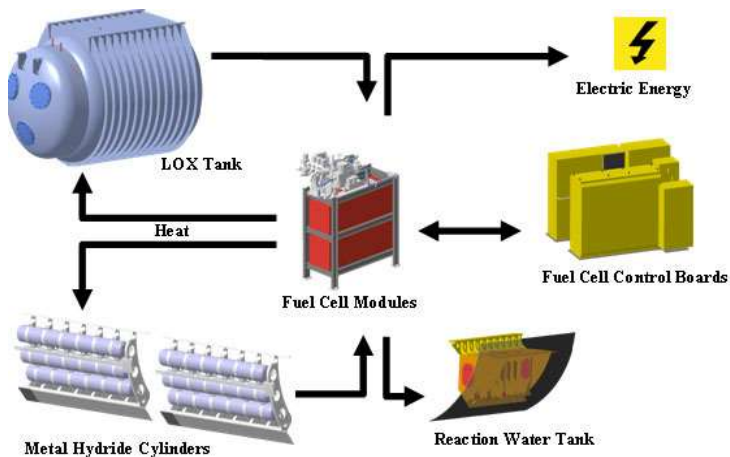 Electric Energy
LOX Tank
Heat
Fuel Cell Control Boards
Fuel Cell Modules
Metal Hydride Cylinders
Reaction Water Tank